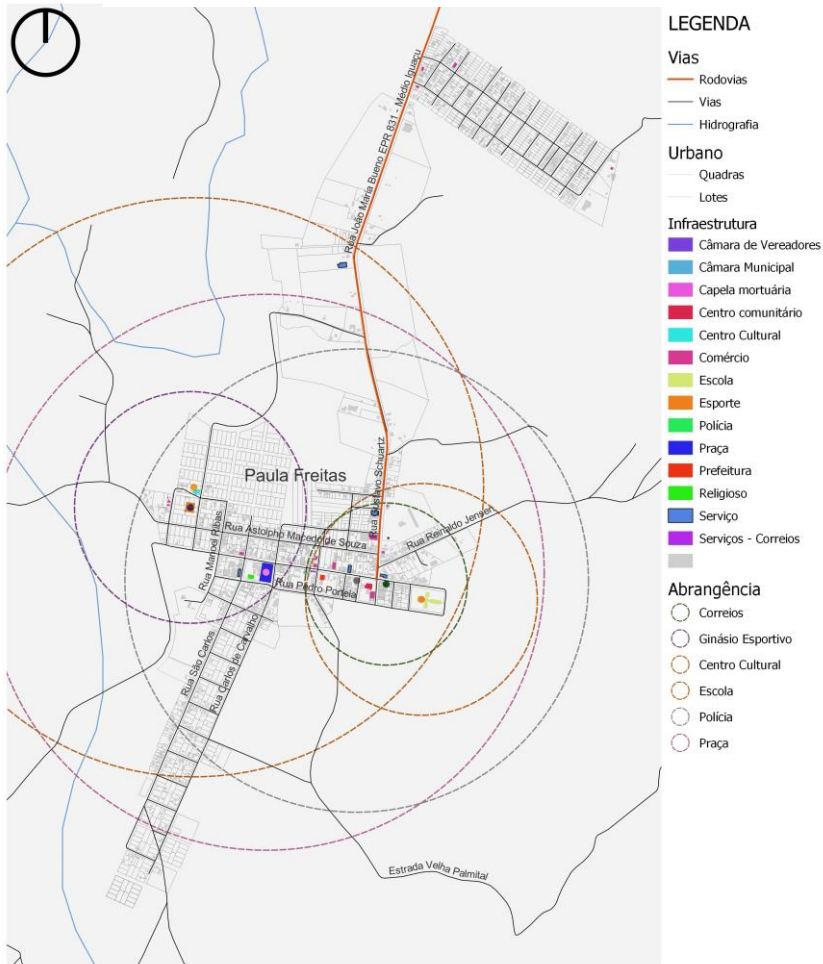 Rua João Maria Bueno EPR 831 - Médio Iguaçu
Paula Freitas
Rua Gustavo Schuartz
Rua Reinaldo Jensen
Rua Astolpho Macedo de Souza
Rua Manoel Ribas
Rua Pedro Portela
Rua São Carlos
Rua Carlos de Carvalho
Estrada Velha Palmital
LEGENDA
Vias
Rodovias
Vias
Hidrografia
Urbano
Quadras
Lotes
Infraestrutura
Câmara de Vereadores
Câmara Municipal
Capela mortuária
Centro comunitário
Centro Cultural
Comércio
Escola
Esporte
Polícia
Praça
Prefeitura
Religioso
Serviço
Serviços - Correios
Abrangência
Correios
Ginásio Esportivo
Centro Cultural
Escola
Polícia
Praça